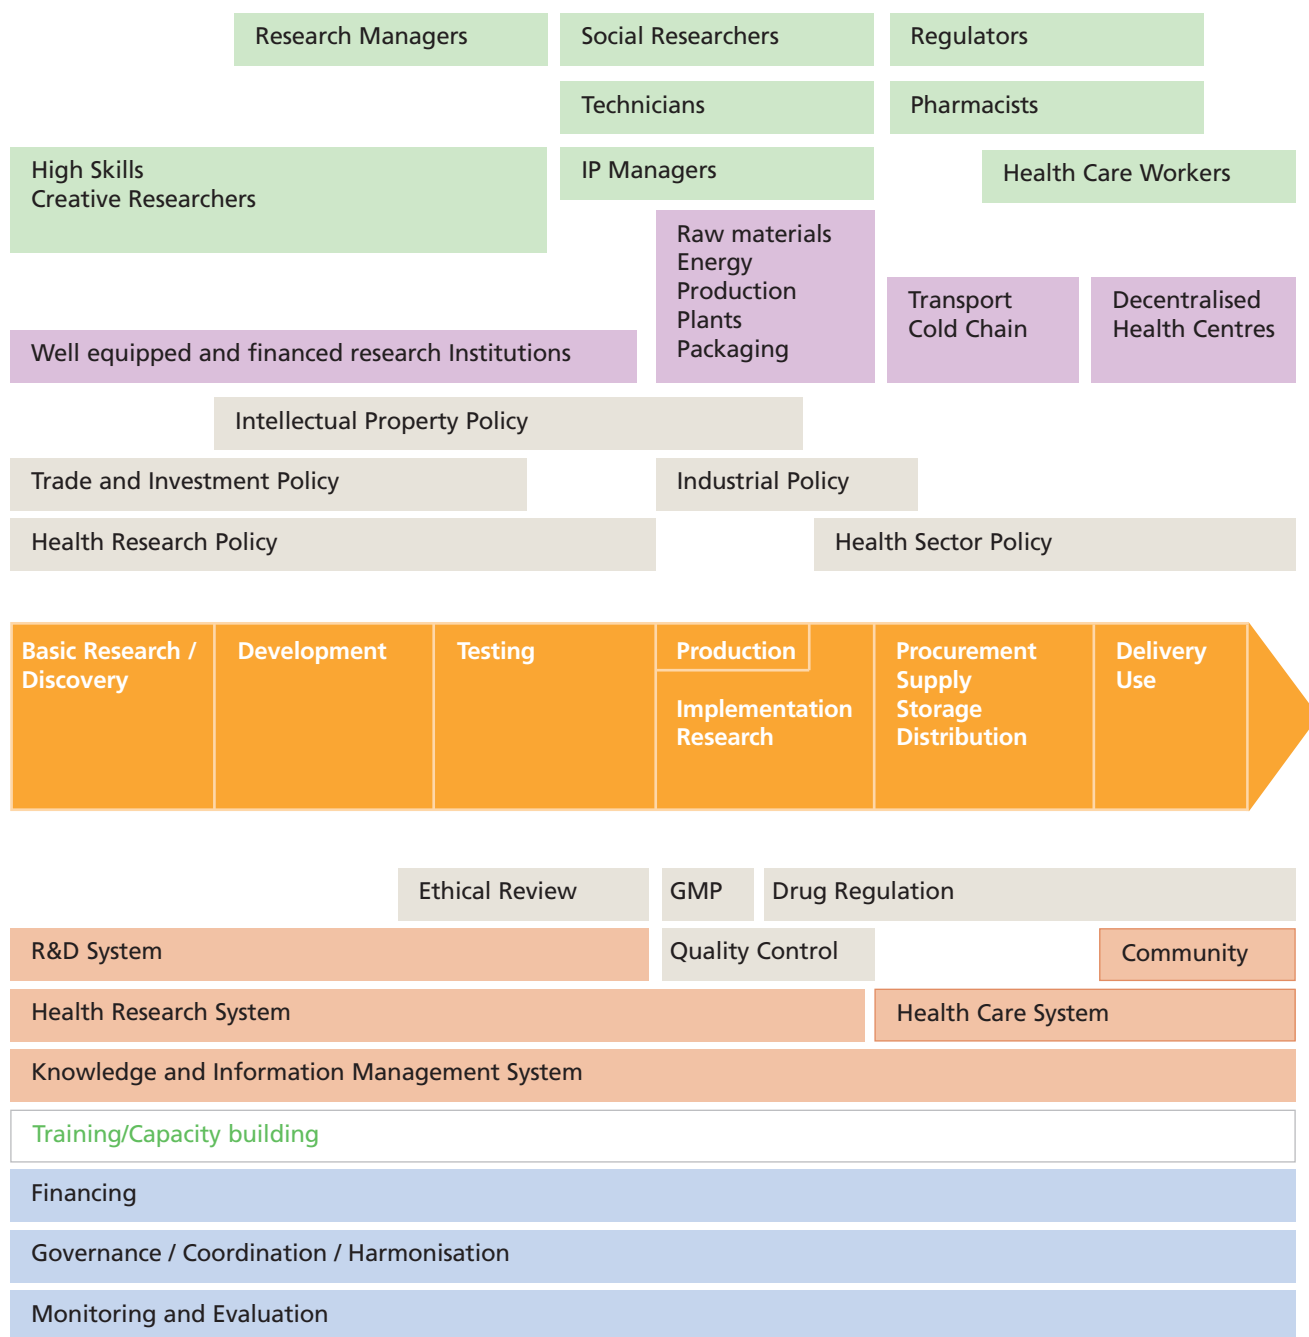 Research Managers
Social Researchers
Regulators
Technicians
Pharmacists
High Skills
Creative Researchers
IP Managers
Health Care Workers
Raw materials
Energy
Production
Plants
Packaging
Transport
Cold Chain
Decentralised
Health Centres
Well equipped and financed research Institutions
Intellectual Property Policy
Trade and Investment Policy
Industrial Policy
Health Research Policy
Health Sector Policy
Basic Research /
Discovery
Development
Testing
Production
Implementation
Research
Procurement
Supply
Storage
Distribution
Delivery
Use
Ethical Review
GMP
Drug Regulation
R&D System
Quality Control
Community
Health Research System
Health Care System
Knowledge and Information Management System
Training/Capacity building
Financing
Governance / Coordination / Harmonisation
Monitoring and Evaluation